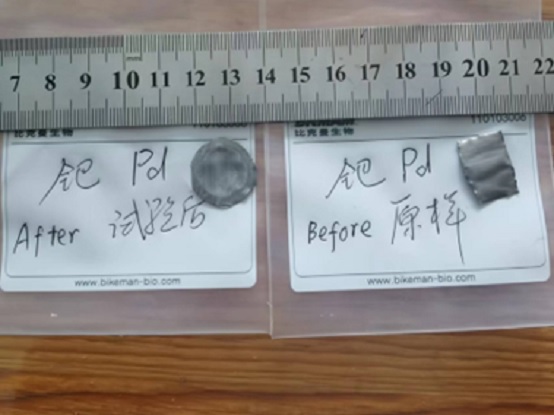 7 8 9 10 11 12 13 14 15 16 17 18 19 20 21 22
比克曼生物
钯 Pd
After 试验后
www.bikeman-bio.com
110103006
比克曼生物
钯 Pd
Before 原样
www.bikeman-bio.com